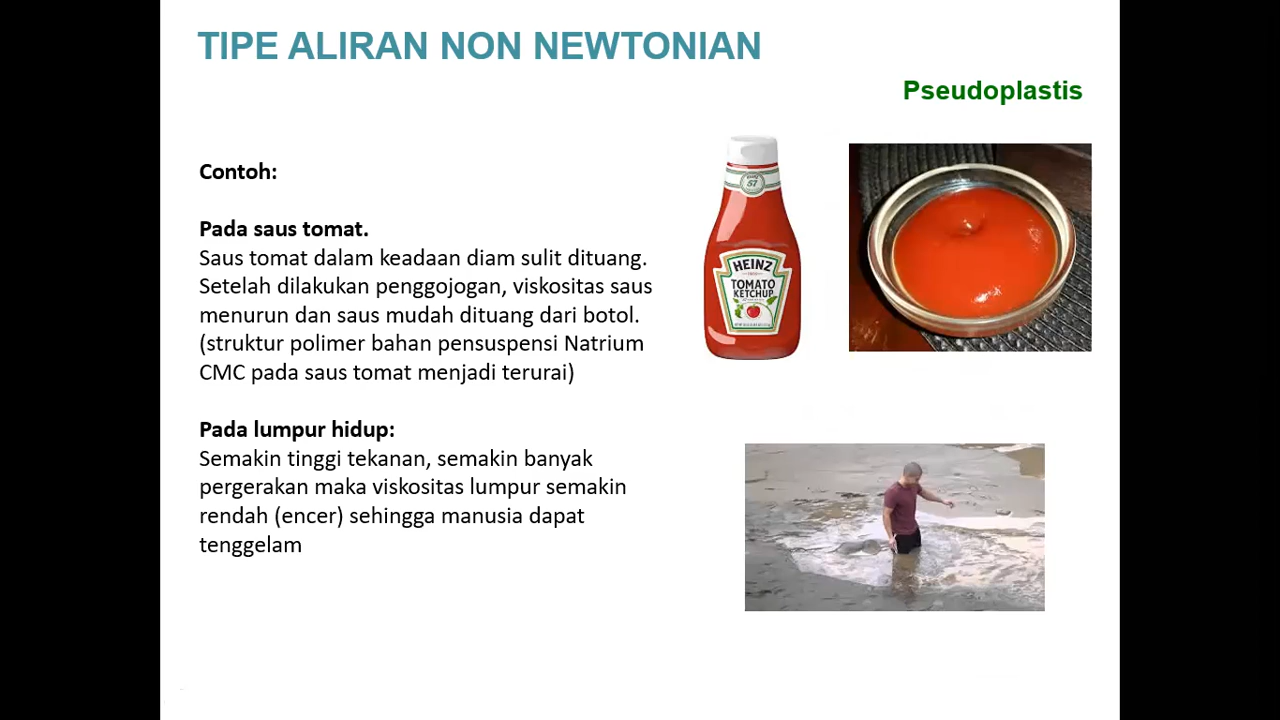 TIPE ALIRAN NON NEWTONIAN
Pseudoplastis
Contoh:
Pada saus tomat.
Saus tomat dalam keadaan diam sulit dituang.
Setelah dilakukan penggojogan, viskositas saus
menurun dan saus mudah dituang dari botol.
(struktur polimer bahan pensuspensi Natrium
CMC pada saus tomat menjadi terurai)
Pada lumpur hidup:
Semakin tinggi tekanan, semakin banyak
pergerakan maka viskositas lumpur semakin
rendah (encer) sehingga manusia dapat
tenggelam
57
HEINZ
TOMATO
KETCHUP